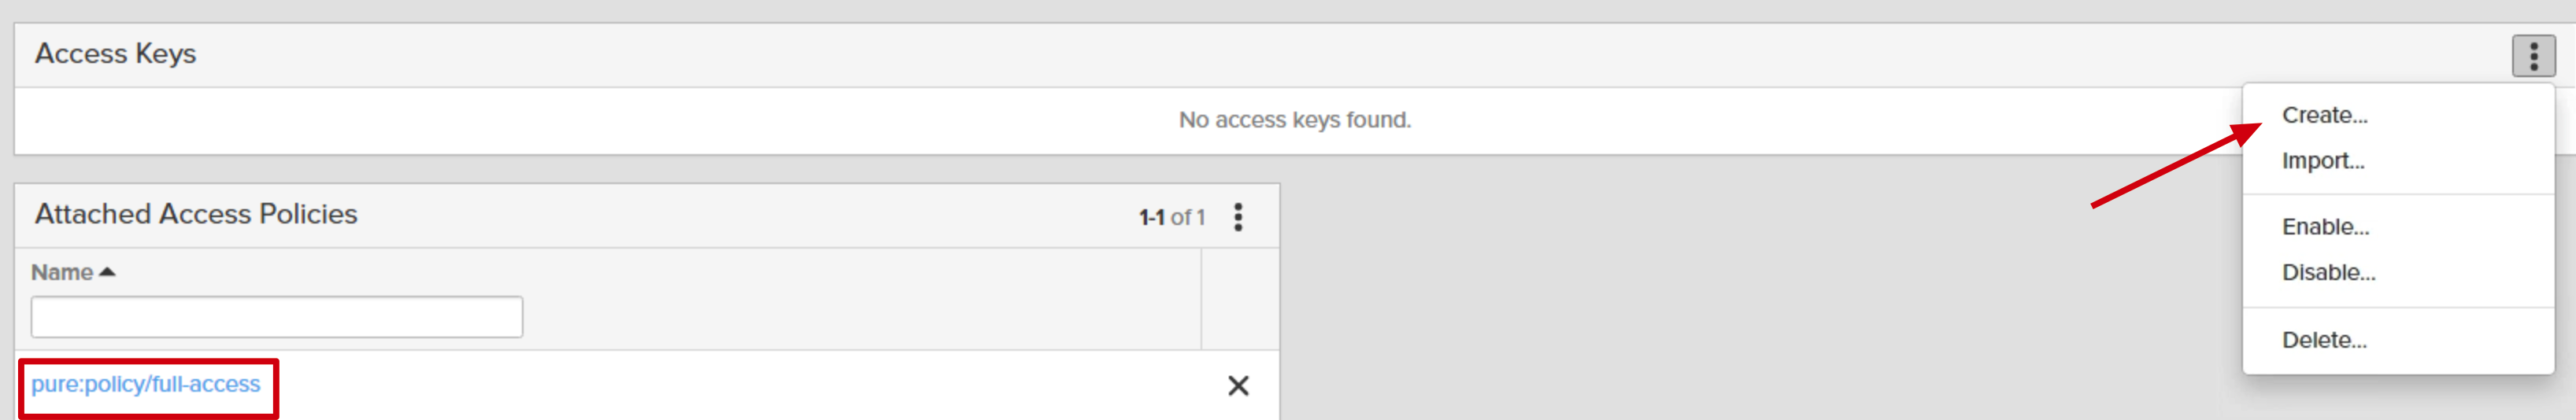 Access Keys
No access keys found.
Create...
Import...
Enable...
Disable...
Delete...
Attached Access Policies
1-1 of 1
Name
pure:policy/full-access